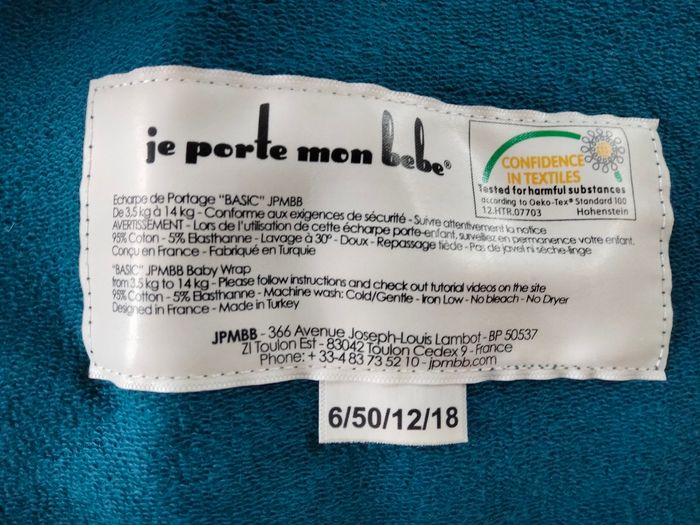 je porte mon bebe®
CONFIDENCE
IN TEXTILES
Tested for harmful substances
according to Oeko-Tex® Standard 100
12.HTR.07703 Hohenstein
Echarpe de Portage "BASIC" JPMBB
De 3,5 kg à 14 kg - Conforme aux exigences de sécurité - Suivre attentivement la notice
AVERTISSEMENT - Lors de l'utilisation de cette écharpe porte-enfant, surveillez en permanence votre enfant.
95% Coton - 5% Elasthanne - Lavage à 30° - Doux - Repassage tiède - Pas de javel ni sèche-linge
Conçu en France - Fabriqué en Turquie
"BASIC" JPMBB Baby Wrap
from 3.5 kg to 14 kg - Please follow instructions and check out tutorial videos on the site
95% Cotton - 5% Elasthanne - Machine wash: Cold/Gentle - Iron Low - No bleach - No Dryer
Designed in France - Made in Turkey
JPMBB - 366 Avenue Joseph-Louis Lambot - BP 50537
ZI Toulon Est - 83042 Toulon Cedex 9 - France
Phone: + 33-4 83 73 52 10 - jpmbb.com
6/50/12/18